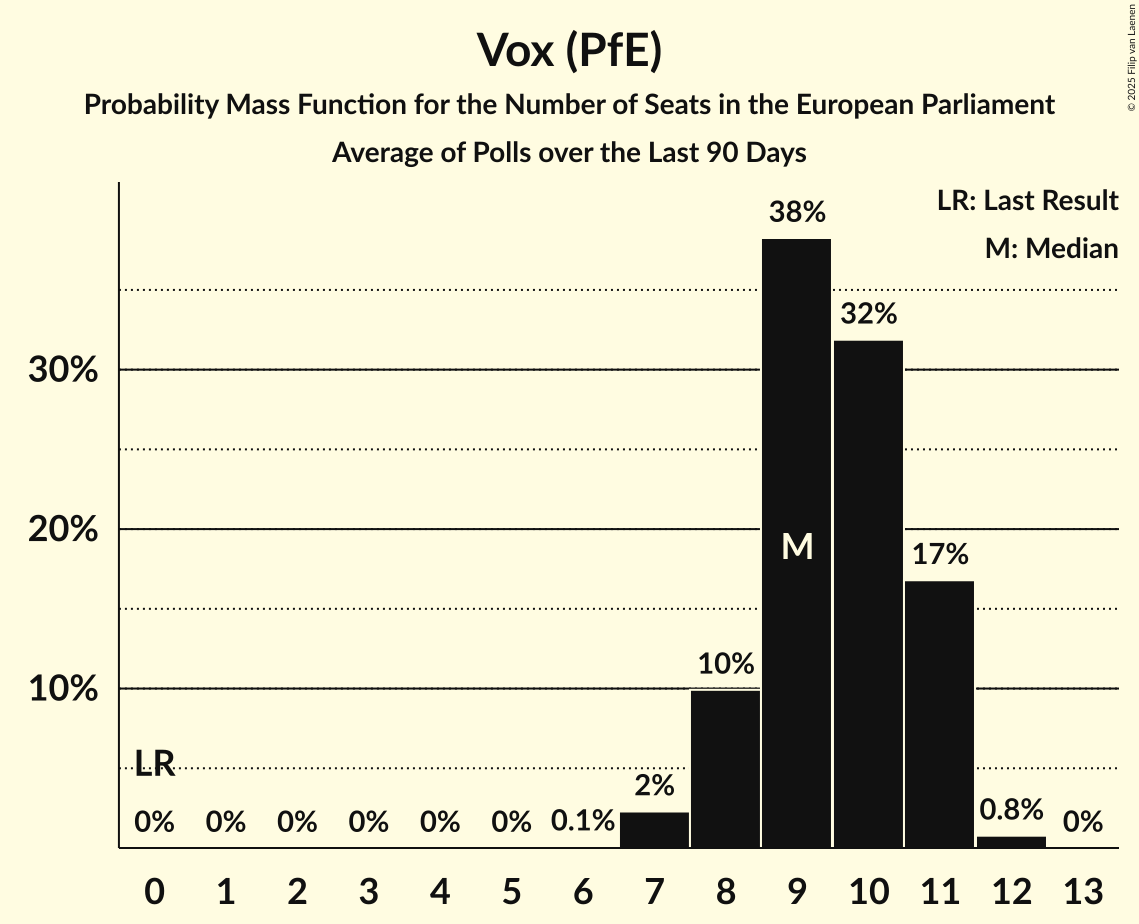 Vox (PfE)
Probability Mass Function for the Number of Seats in the European Parliament
Average of Polls over the Last 90 Days
© 2025 Filip van Laenen
LR: Last Result
M: Median
38%
32%
30%
20%
M
17%
10%
10%
LR
2%
0% 0% 0% 0% 0% 0% 0.1% 0.8% 0%
0 1 2 3 4 5 6 7 8 9 10 11 12 13